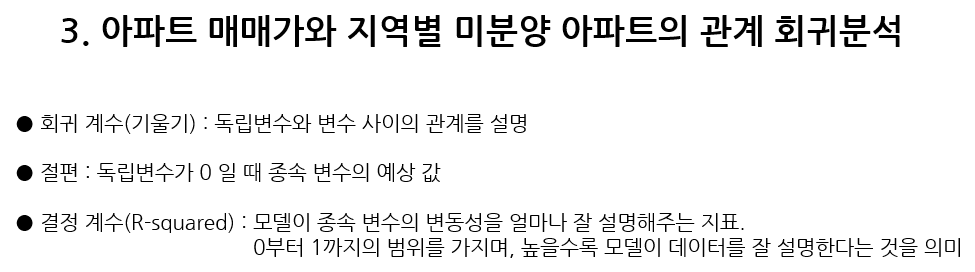 3. 아파트 매매가와 지역별 미분양 아파트의 관계 회귀분석
● 회귀 계수(기울기) : 독립변수와 변수 사이의 관계를 설명
● 절편 : 독립변수가 0 일 때 종속 변수의 예상 값
● 결정 계수(R-squared) : 모델이 종속 변수의 변동성을 얼마나 잘 설명해주는 지표.
0부터 1까지의 범위를 가지며, 높을수록 모델이 데이터를 잘 설명한다는 것을 의미